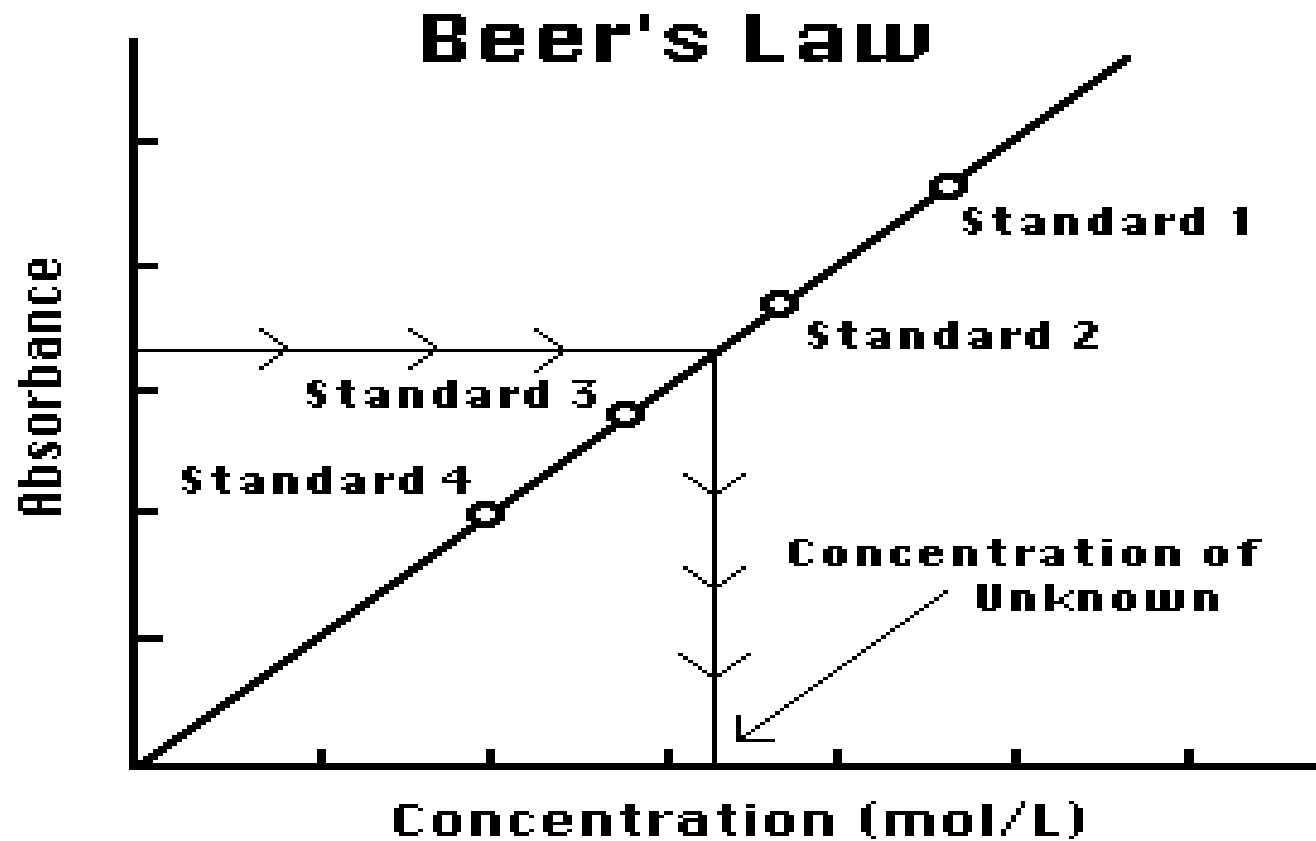 Beer's Law
Standard 1
Standard 2
Standard 3
Standard 4
Concentration of
Unknown
Absorbance
Concentration (mol/L)